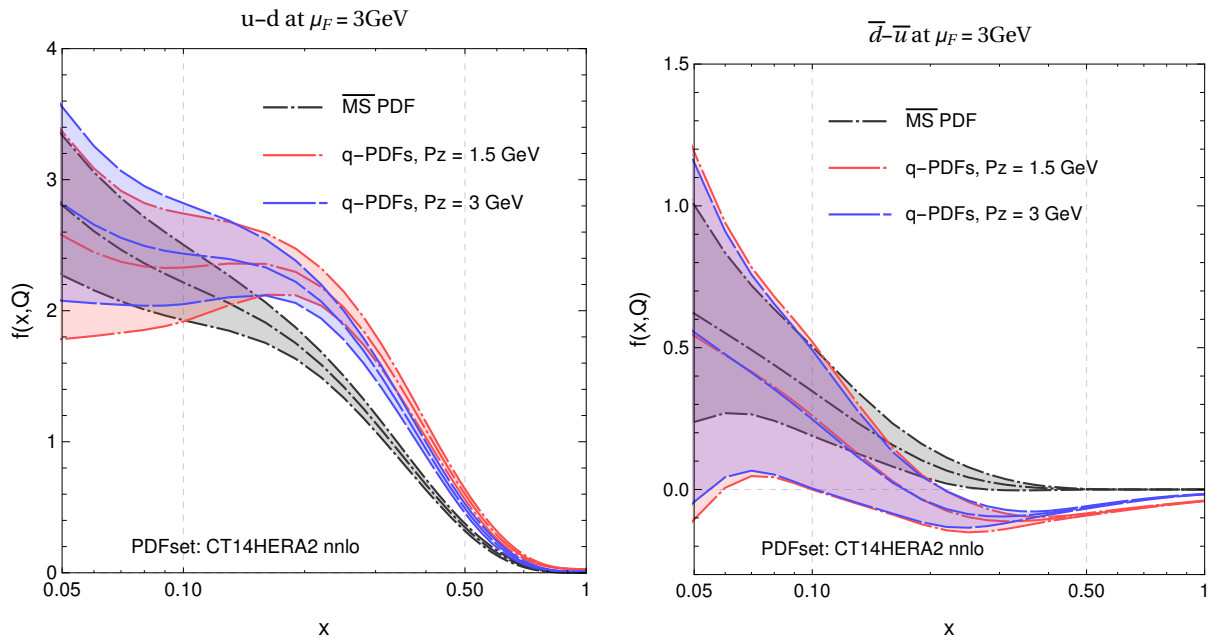 u–d at μF = 3GeV
4
3
2
1
0
0.05
0.10
0.50
1
f(x,Q)
x
MS PDF
q–PDFs, Pz = 1.5 GeV
q–PDFs, Pz = 3 GeV
PDFset: CT14HERA2 nnlo
d̅–u̅ at μF = 3GeV
1.5
1.0
0.5
0.0
0.05
0.10
0.50
1
f(x,Q)
x
M̅S̅ PDF
q–PDFs, Pz = 1.5 GeV
q–PDFs, Pz = 3 GeV
PDFset: CT14HERA2 nnlo